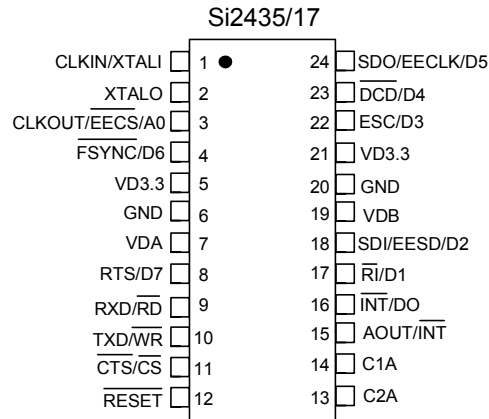 Si2435/17
CLKIN/XTALI 1 24 SDO/EECLK/D5
XTALO 2 23 DCD/D4
CLKOUT/EECS/A0 3 22 ESC/D3
FSYNC/D6 4 21 VD3.3
VD3.3 5 20 GND
GND 6 19 VDB
VDA 7 18 SDI/EESD/D2
RTS/D7 8 17 RI/D1
RXD/RD 9 16 INT/DO
TXD/WR 10 15 AOUT/INT
CTS/CS 11 14 C1A
RESET 12 13 C2A